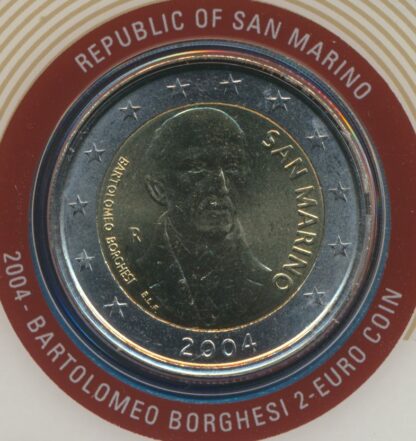 REPUBLIC OF SAN MARINO
SAN MARINO
BARTOLOMEO BORGHESI
R
E.L.F.
2004
2004 - BARTOLOMEO BORGHESI 2-EURO COIN